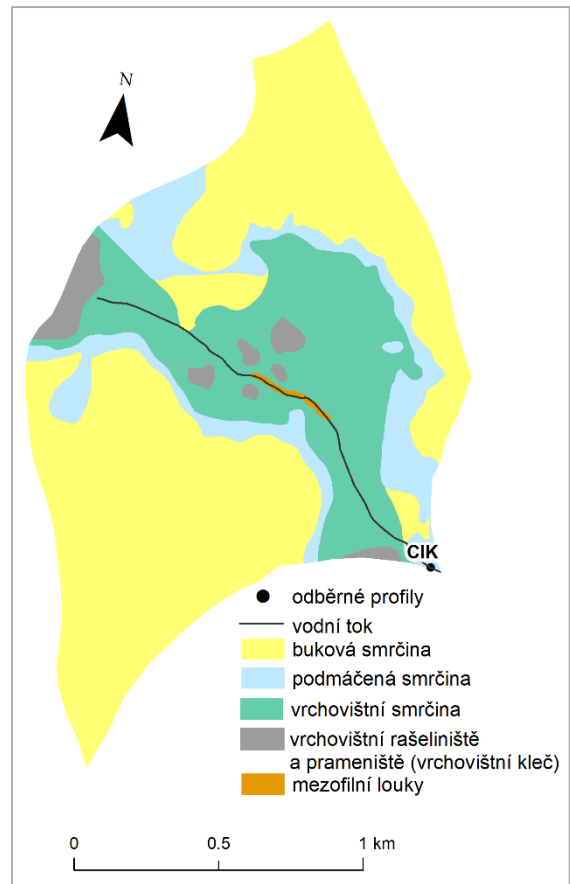 N
CIK
odběrné profily
vodní tok
buková smrčina
podmáčená smrčina
vrchovištní smrčina
vrchovištní rašeliniště
a prameniště (vrchovištní kleč)
mezofilní louky
0 0.5 1 km